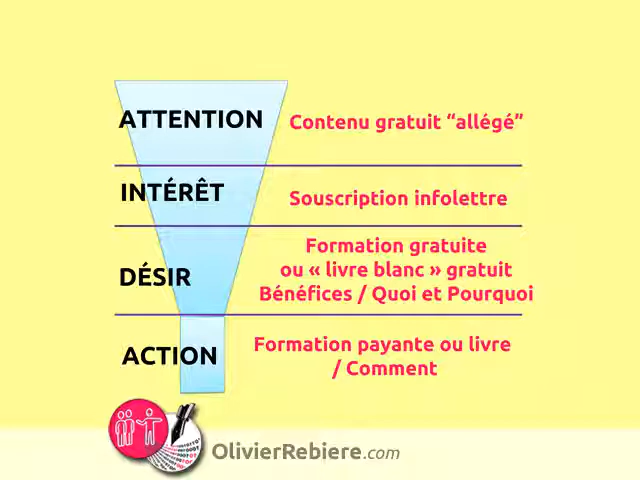 ATTENTION
Contenu gratuit “allégé”
INTÉRÊT
Souscription infolettre
DÉSIR
Formation gratuite
ou « livre blanc » gratuit
Bénéfices / Quoi et Pourquoi
ACTION
Formation payante ou livre
/ Comment
OlivierRebiere.com